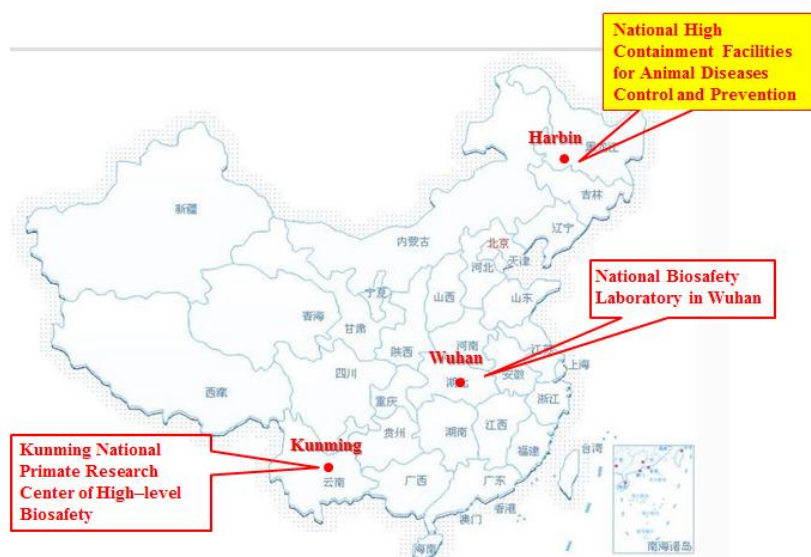 National High
Containment Facilities
for Animal Diseases
Control and Prevention
Harbin
黑龙江
吉林
新疆
辽宁
内蒙古
北京
天津
河北
National Biosafety
Laboratory in Wuhan
宁夏
山西
山东
青海
甘肃
陕西
河南
江苏
Wuhan
四川
湖北
安徽
上海
西藏
重庆
浙江
Kunming National
Primate Research
Center of High–level
Biosafety
Kunming
贵州
湖南
江西
福建
台湾
云南
广西
广东
香港
澳门
海南
南海诸岛